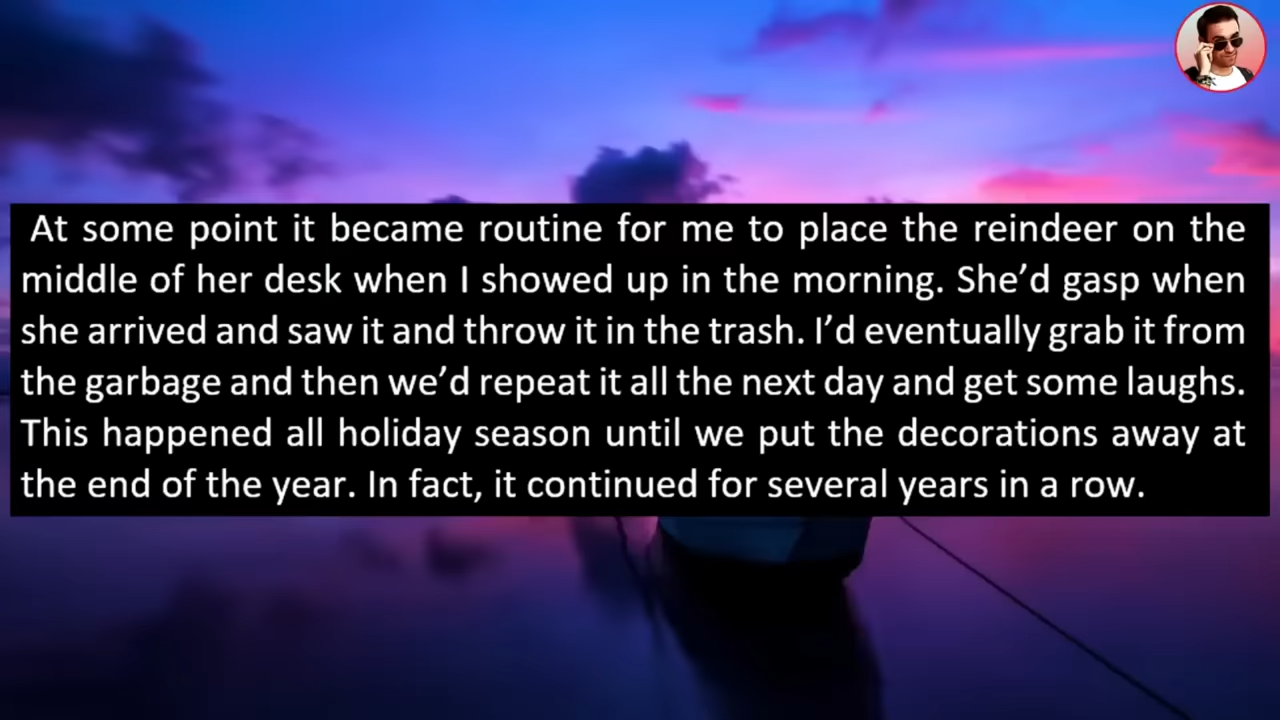 At some point it became routine for me to place the reindeer on the
middle of her desk when I showed up in the morning. She’d gasp when
she arrived and saw it and throw it in the trash. I’d eventually grab it from
the garbage and then we’d repeat it all the next day and get some laughs.
This happened all holiday season until we put the decorations away at
the end of the year. In fact, it continued for several years in a row.